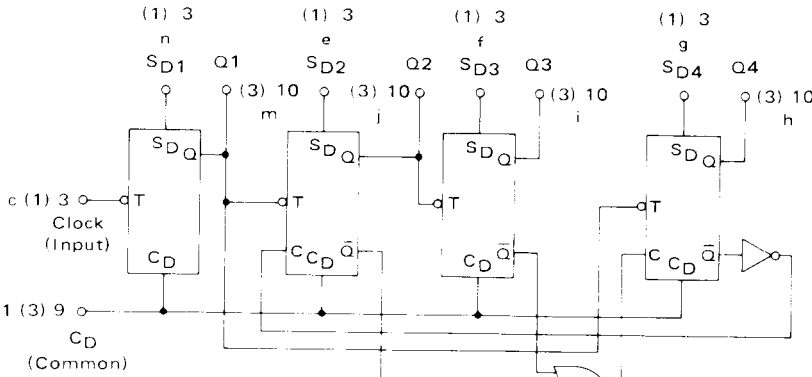 (1) 3 (1) 3 (1) 3 (1) 3
n e f g
SD1 Q1 SD2 Q2 SD3 Q3 SD4 Q4
(3) 10 (3) 10 (3) 10 (3) 10
m j i h
SD SD SD SD
Q Q Q Q
c (1) 3 T T T T
Clock
(Input)
CD C CD Q̄ CD Q̄ C CD Q̄
1 (3) 9
CD
(Common)